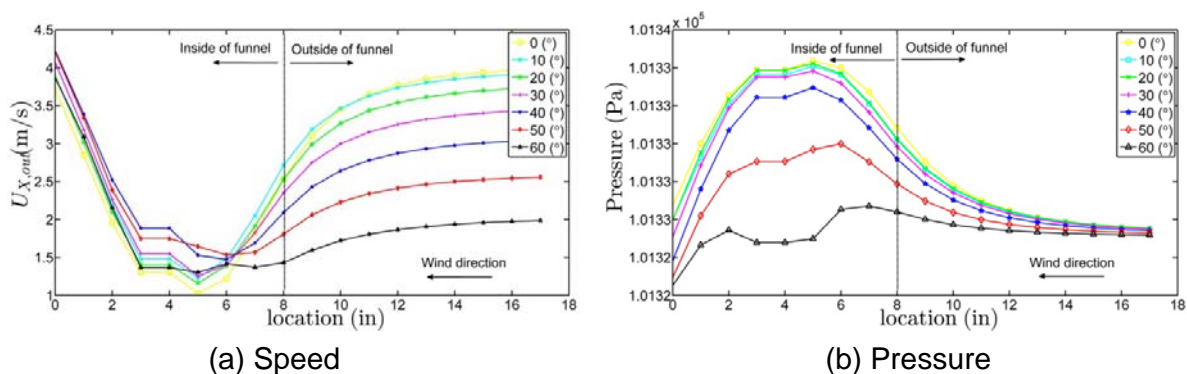 4.5
4
3.5
3
2.5
2
1.5
1
U_{X,out}(m/s)
Inside of funnel
Outside of funnel
0 (°)
10 (°)
20 (°)
30 (°)
40 (°)
50 (°)
60 (°)
Wind direction
0 2 4 6 8 10 12 14 16 18
location (in)
(a) Speed
x 10^5
1.0134
1.0133
1.0133
1.0133
1.0133
1.0133
1.0132
1.0132
Pressure (Pa)
Inside of funnel
Outside of funnel
0 (°)
10 (°)
20 (°)
30 (°)
40 (°)
50 (°)
60 (°)
Wind direction
0 2 4 6 8 10 12 14 16 18
location (in)
(b) Pressure